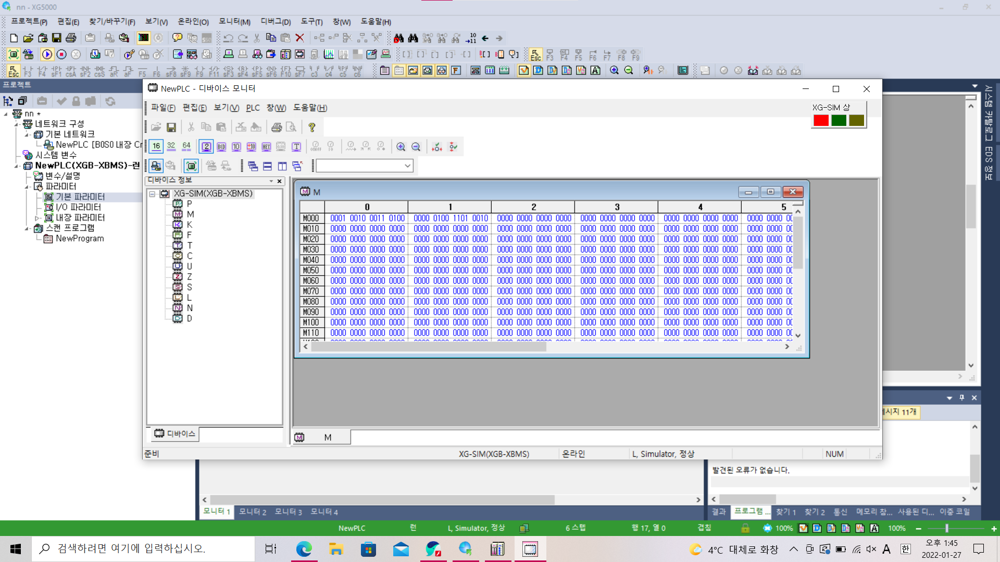 nn - XG5000
프로젝트(P) 편집(E) 찾기/바꾸기(F) 보기(V) 온라인(O) 모니터(M) 디버그(D) 도구(T) 창(W) 도움말(H)
Esc F3 F4 F5 F6 F7 F8 F9
Esc F3 F4 sF1 csA sF2 csS aR aF F5 F6 sF8 sF9 F9 F11 sF3 sF4 sF5 sF6 F10 sF7 c3 c4 c5 c6
프로젝트
nn *
네트워크 구성
기본 네트워크
NewPLC [B0S0 내장 Cr
시스템 변수
NewPLC(XGB-XBMS)-런
변수/설명
파라미터
기본 파라미터
I/O 파라미터
내장 파라미터
스캔 프로그램
NewProgram
NewPLC - 디바이스 모니터
파일(F) 편집(E) 보기(V) PLC 창(W) 도움말(H)
XG-SIM 상
16 32 64 2 BCD 10 ±10 HEX T
디바이스 정보
XG-SIM(XGB-XBMS)
P
M
K
F
T
C
U
Z
S
L
N
D
디바이스
M
0 1 2 3 4 5
M000 0001 0010 0011 0100 0000 0100 1101 0010 0000 0000 0000 0000 0000 0000 0000 0000 0000 0000 0000 0000 0000 0000 00
M010 0000 0000 0000 0000 0000 0000 0000 0000 0000 0000 0000 0000 0000 0000 0000 0000 0000 0000 0000 0000 0000 0000 00
M020 0000 0000 0000 0000 0000 0000 0000 0000 0000 0000 0000 0000 0000 0000 0000 0000 0000 0000 0000 0000 0000 0000 00
M030 0000 0000 0000 0000 0000 0000 0000 0000 0000 0000 0000 0000 0000 0000 0000 0000 0000 0000 0000 0000 0000 0000 00
M040 0000 0000 0000 0000 0000 0000 0000 0000 0000 0000 0000 0000 0000 0000 0000 0000 0000 0000 0000 0000 0000 0000 00
M050 0000 0000 0000 0000 0000 0000 0000 0000 0000 0000 0000 0000 0000 0000 0000 0000 0000 0000 0000 0000 0000 0000 00
M060 0000 0000 0000 0000 0000 0000 0000 0000 0000 0000 0000 0000 0000 0000 0000 0000 0000 0000 0000 0000 0000 0000 00
M070 0000 0000 0000 0000 0000 0000 0000 0000 0000 0000 0000 0000 0000 0000 0000 0000 0000 0000 0000 0000 0000 0000 00
M080 0000 0000 0000 0000 0000 0000 0000 0000 0000 0000 0000 0000 0000 0000 0000 0000 0000 0000 0000 0000 0000 0000 00
M090 0000 0000 0000 0000 0000 0000 0000 0000 0000 0000 0000 0000 0000 0000 0000 0000 0000 0000 0000 0000 0000 0000 00
M100 0000 0000 0000 0000 0000 0000 0000 0000 0000 0000 0000 0000 0000 0000 0000 0000 0000 0000 0000 0000 0000 0000 00
M110 0000 0000 0000 0000 0000 0000 0000 0000 0000 0000 0000 0000 0000 0000 0000 0000 0000 0000 0000 0000 0000 0000 00
M
준비 XG-SIM(XGB-XBMS) 온라인 L, Simulator, 정상 NUM
시스템 카탈로그
EDS 정보
메시지 11개
발견된 오류가 없습니다.
모니터 1 모니터 2 모니터 3 모니터 4
결과 프로그램 ... 찾기 1 찾기 2 통신 메모리 참... 사용된 디... 이중 코일
NewPLC 런 L, Simulator, 정상 6 스텝 행 17, 열 0 겹침 100% 100%
검색하려면 여기에 입력하십시오.
4°C 대체로 화창
A 한
오후 1:45
2022-01-27